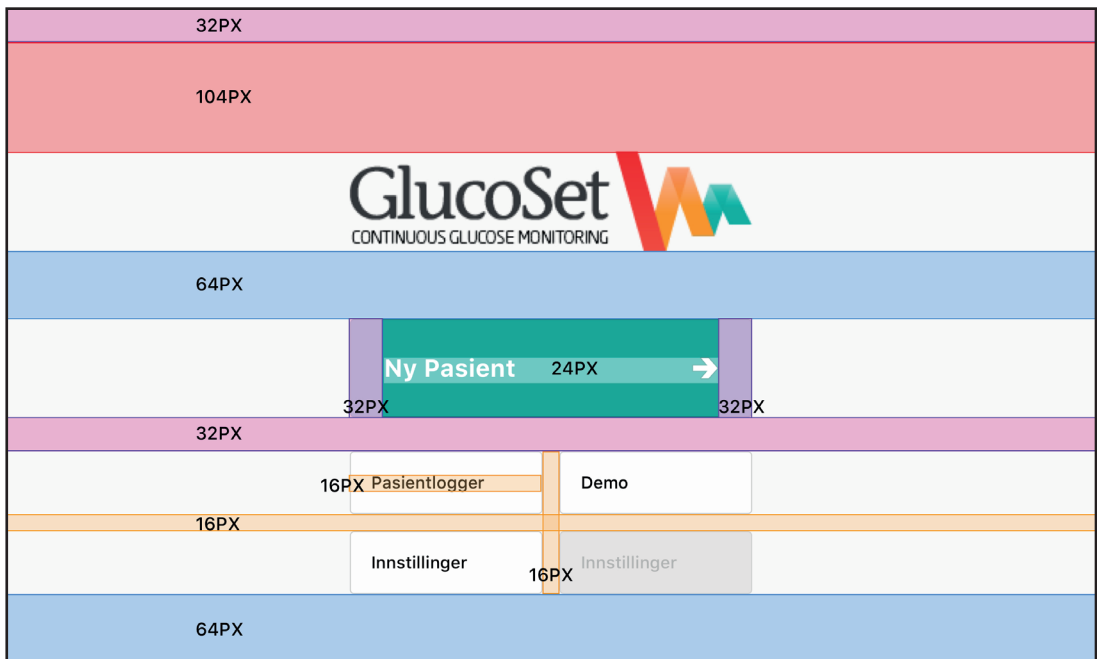 32PX
104PX
GlucoSet
CONTINUOUS GLUCOSE MONITORING
64PX
Ny Pasient 24PX
32PX 32PX
32PX
16PX Pasientlogger Demo
16PX
Innstillinger Innstillinger
16PX
64PX